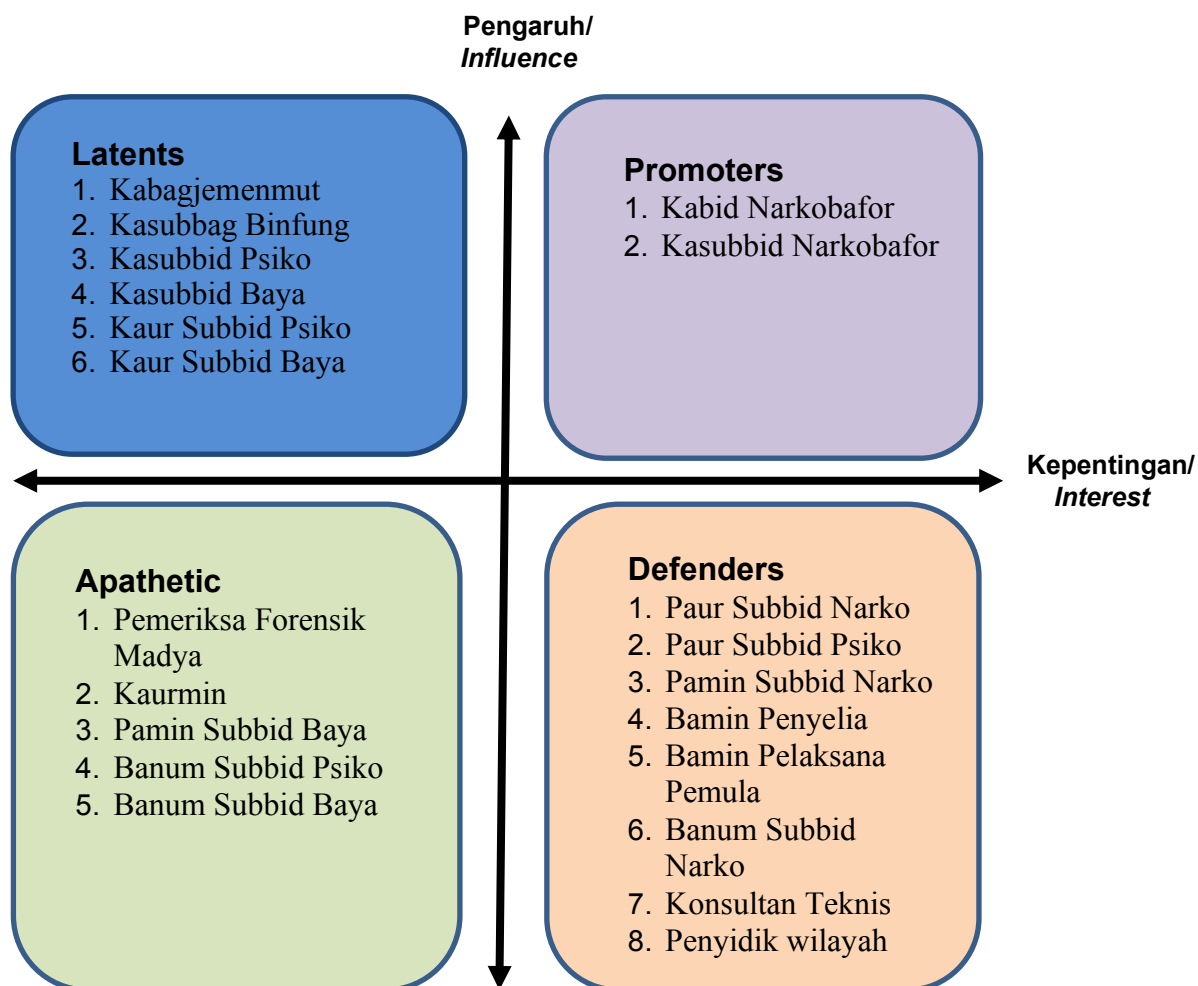 Pengaruh/
Influence
Latents
1. Kabagjemenmut
2. Kasubbag Binfung
3. Kasubbid Psiko
4. Kasubbid Baya
5. Kaur Subbid Psiko
6. Kaur Subbid Baya
Promoters
1. Kabid Narkobafor
2. Kasubbid Narkobafor
Kepentingan/
Interest
Apathetic
1. Pemeriksa Forensik
Madya
2. Kaurmin
3. Pamin Subbid Baya
4. Banum Subbid Psiko
5. Banum Subbid Baya
Defenders
1. Paur Subbid Narko
2. Paur Subbid Psiko
3. Pamin Subbid Narko
4. Bamin Penyelia
5. Bamin Pelaksana
Pemula
6. Banum Subbid
Narko
7. Konsultan Teknis
8. Penyidik wilayah